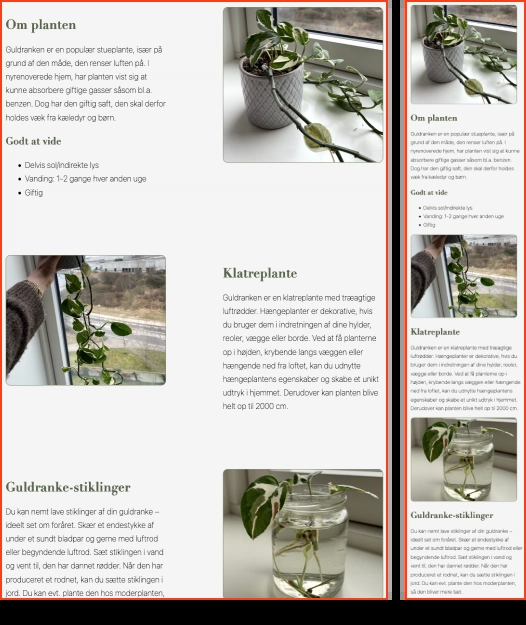 Om planten
Guldranken er en populær stueplante, især på
grund af den måde, den renser luften på. I
nyrenoverede hjem, har planten vist sig at
kunne absorbere giftige gasser såsom bl.a.
benzen. Dog har den giftig saft, den skal derfor
holdes væk fra kæledyr og børn.
Godt at vide
Delvis sol/indirekte lys
Vanding: 1-2 gange hver anden uge
Giftig
Klatreplante
Guldranken er en klatreplante med træagtige
luftrødder. Hængeplanter er dekorative, hvis
du bruger dem i indretningen af dine hylder,
reoler, vægge eller borde. Ved at få planterne
op i højden, krybende langs væggen eller
hængende ned fra loftet, kan du udnytte
hængeplantens egenskaber og skabe et unikt
udtryk i hjemmet. Derudover kan planten blive
helt op til 2000 cm.
Guldranke-stiklinger
Du kan nemt lave stiklinger af din guldranke –
ideelt set om foråret. Skær et endestykke af
under et sundt bladpar og gerne med luftrod
eller begyndende luftrod. Sæt stiklingen i vand
og vent til, den har dannet rødder. Når den har
produceret et rodnet, kan du sætte stiklingen i
jord. Du kan evt. plante den hos moderplanten,
Om planten
Guldranken er en populær stueplante, især på
grund af den måde, den renser luften på. I
nyrenoverede hjem, har planten vist sig at kunne
absorbere giftige gasser såsom bl.a. benzen.
Dog har den giftig saft, den skal derfor holdes
væk fra kæledyr og børn.
Godt at vide
Delvis sol/indirekte lys
Vanding: 1-2 gange hver anden uge
Giftig
Klatreplante
Guldranken er en klatreplante med træagtige
luftrødder. Hængeplanter er dekorative, hvis du
bruger dem i indretningen af dine hylder, reoler,
vægge eller borde. Ved at få planterne op i
højden, krybende langs væggen eller hængende
ned fra loftet, kan du udnytte hængeplantens
egenskaber og skabe et unikt udtryk i hjemmet.
Derudover kan planten blive helt op til 2000 cm.
Guldranke-stiklinger
Du kan nemt lave stiklinger af din guldranke –
ideelt set om foråret. Skær et endestykke af
under et sundt bladpar og gerne med luftrod eller
begyndende luftrod. Sæt stiklingen i vand og
vent til, den har dannet rødder. Når den har
produceret et rodnet, kan du sætte stiklingen i
jord. Du kan evt. plante den hos moderplanten,
så den bliver mere tæt.